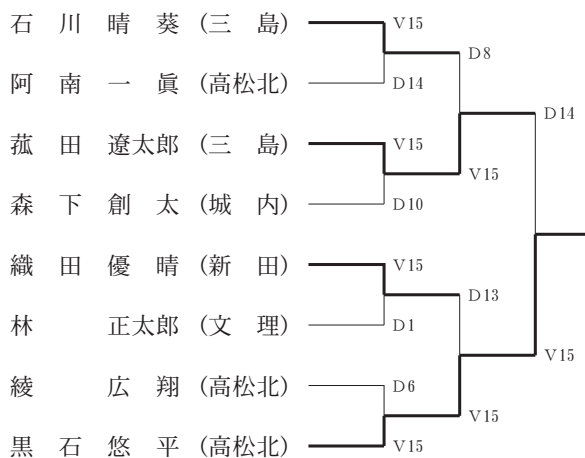 石川晴葵(三島) V15
D8
阿南一眞(高松北) D14
D14
菰田遼太郎(三島) V15
V15
森下創太(城内) D10
織田優晴(新田) V15
D13
林正太郎(文理) D1
V15
綾広翔(高松北) D6
V15
黒石悠平(高松北) V15